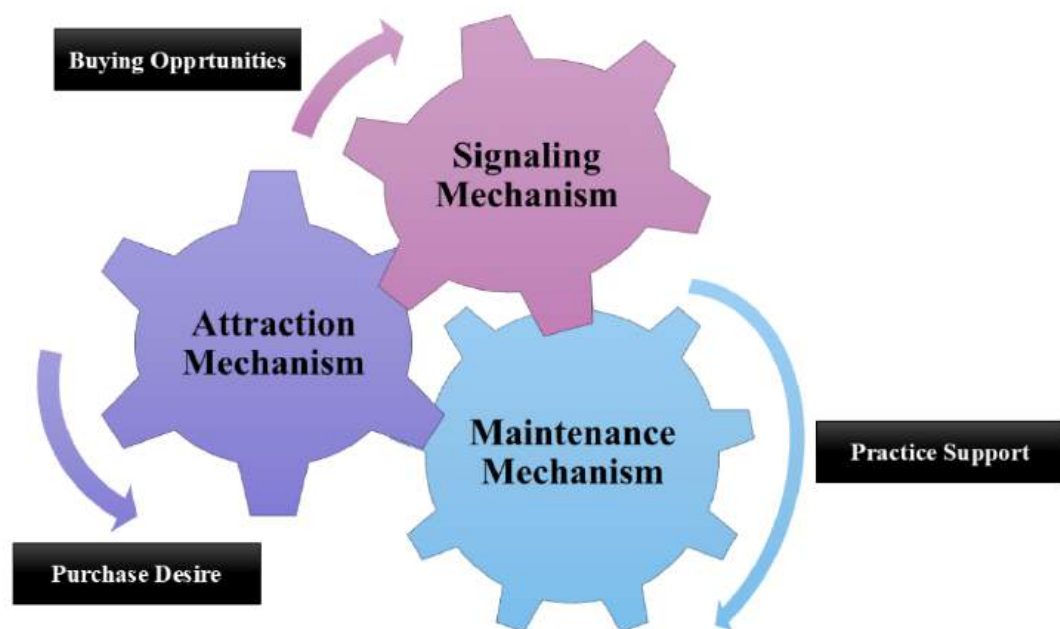 Buying Opprtunities
Signaling
Mechanism
Attraction
Mechanism
Maintenance
Mechanism
Practice Support
Purchase Desire